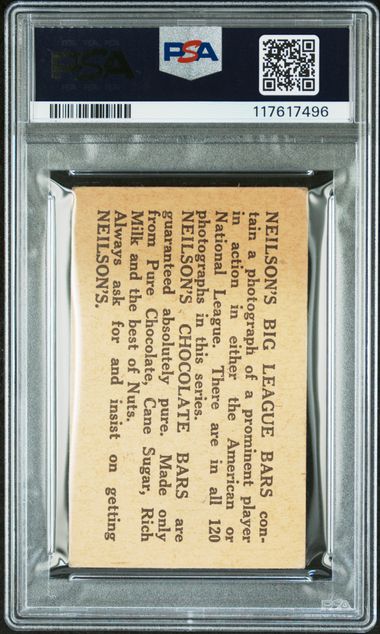 PSA
PSA
117617496
NEILSON'S BIG LEAGUE BARS con-
tain a photograph of a prominent player
in action in either the American or
National League. There are in all 120
photographs in this series.
NEILSON'S CHOCOLATE BARS are
guaranteed absolutely pure. Made only
from Pure Chocolate, Cane Sugar, Rich
Milk and the best of Nuts.
Always ask for and insist on getting
NEILSON'S.